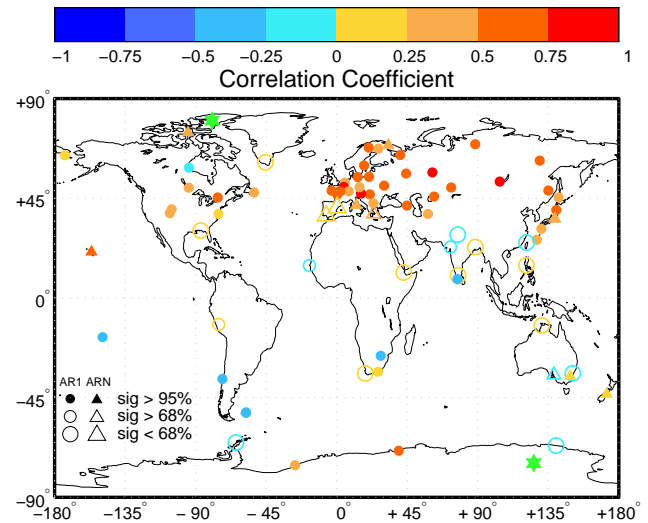 −1 −0.75 −0.5 −0.25 0 0.25 0.5 0.75 1
Correlation Coefficient
+90°
+45°
0°
−45°
−90°
AR1 ARN
sig > 95%
sig > 68%
sig < 68%
−180° −135° −90° −45° 0° +45° +90° +135° +180°